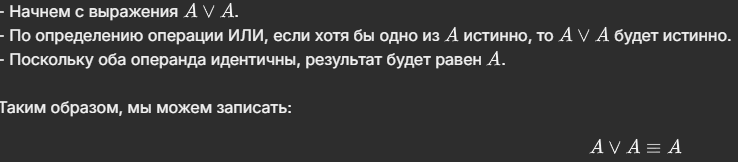 - Начнем с выражения A ∨ A.
- По определению операции ИЛИ, если хотя бы одно из A истинно, то A ∨ A будет истинно.
- Поскольку оба операнда идентичны, результат будет равен A.
Таким образом, мы можем записать:
A ∨ A ≡ A